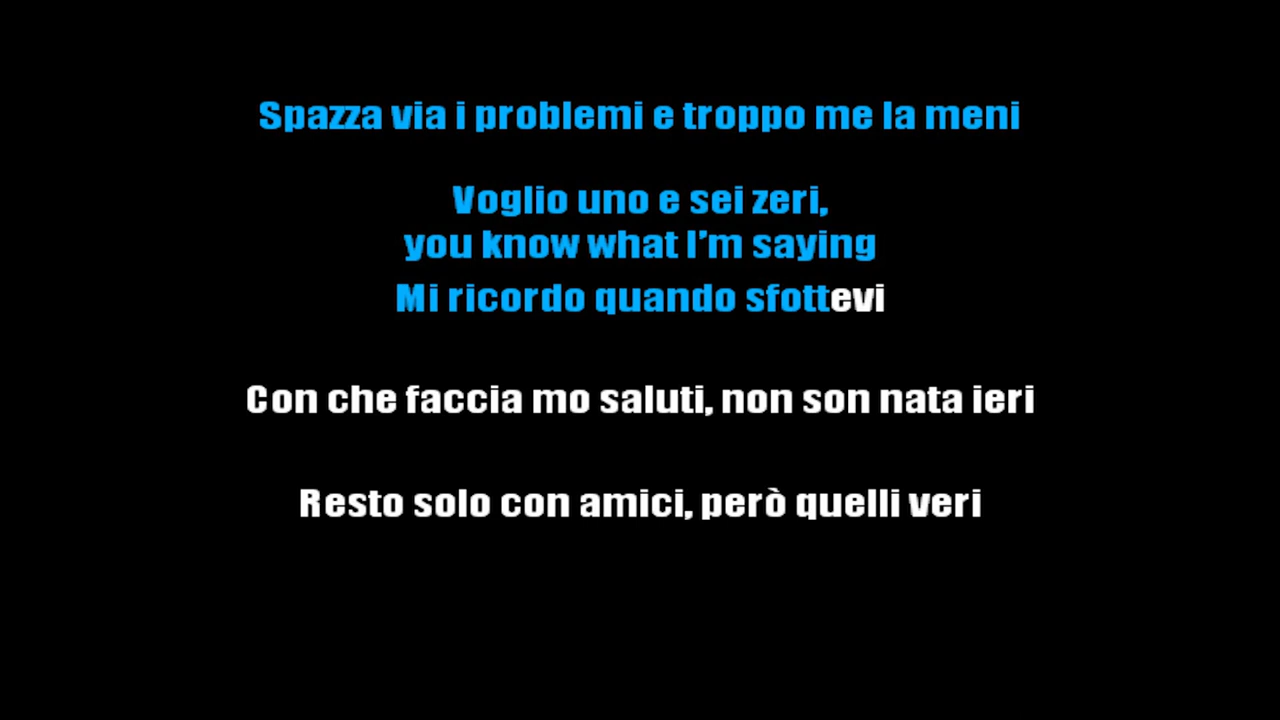 Spazza via i problemi e troppo me la meni
Voglio uno e sei zeri,
you know what I'm saying
Mi ricordo quando sfottevi
Con che faccia mo saluti, non son nata ieri
Resto solo con amici, però quelli veri